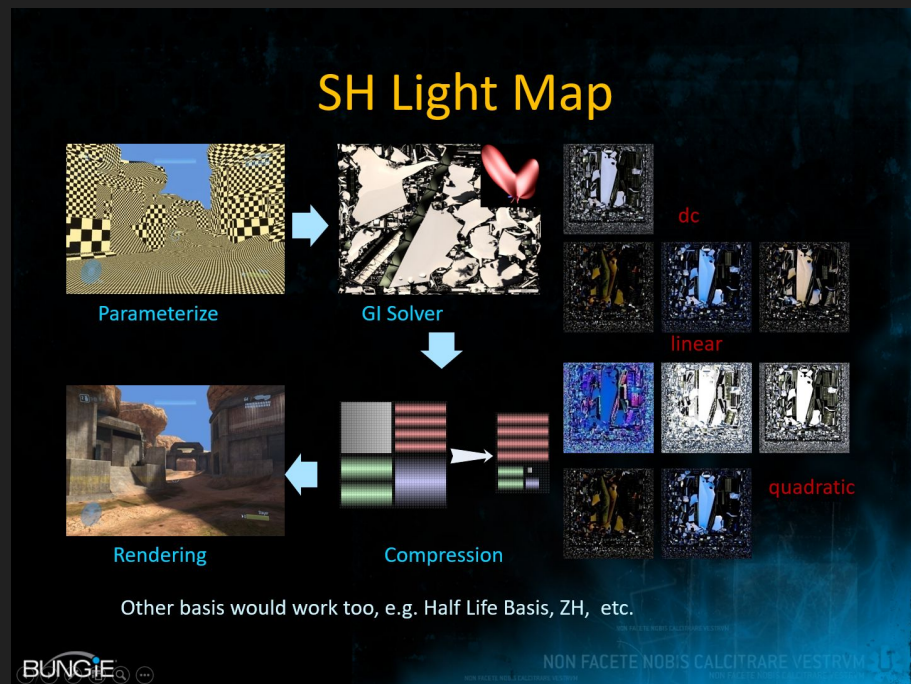 SH Light Map
dc
Parameterize
GI Solver
linear
quadratic
Rendering
Compression
Other basis would work too, e.g. Half Life Basis, ZH, etc.
BUNGiE
NON FACETE NOBIS CALCITRARE VESTRVM